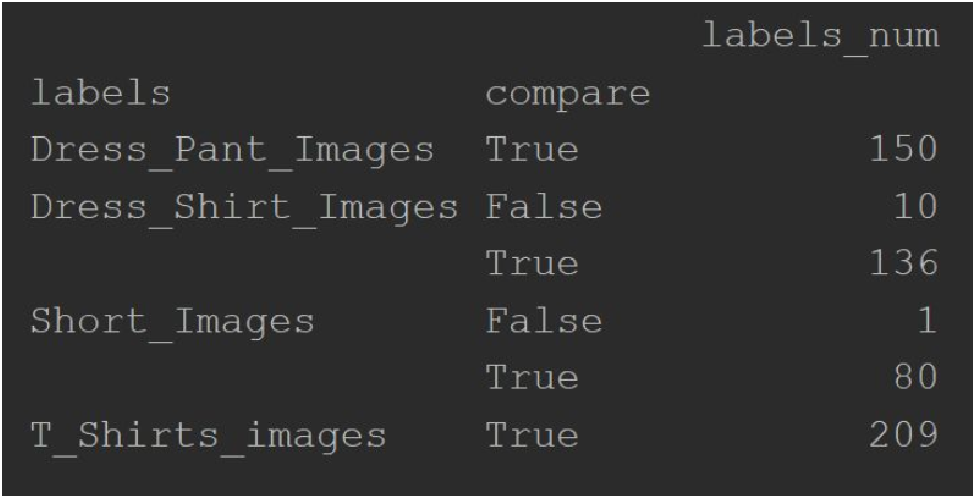 labels_num
labels compare
Dress_Pant_Images True 150
Dress_Shirt_Images False 10
True 136
Short_Images False 1
True 80
T_Shirts_images True 209